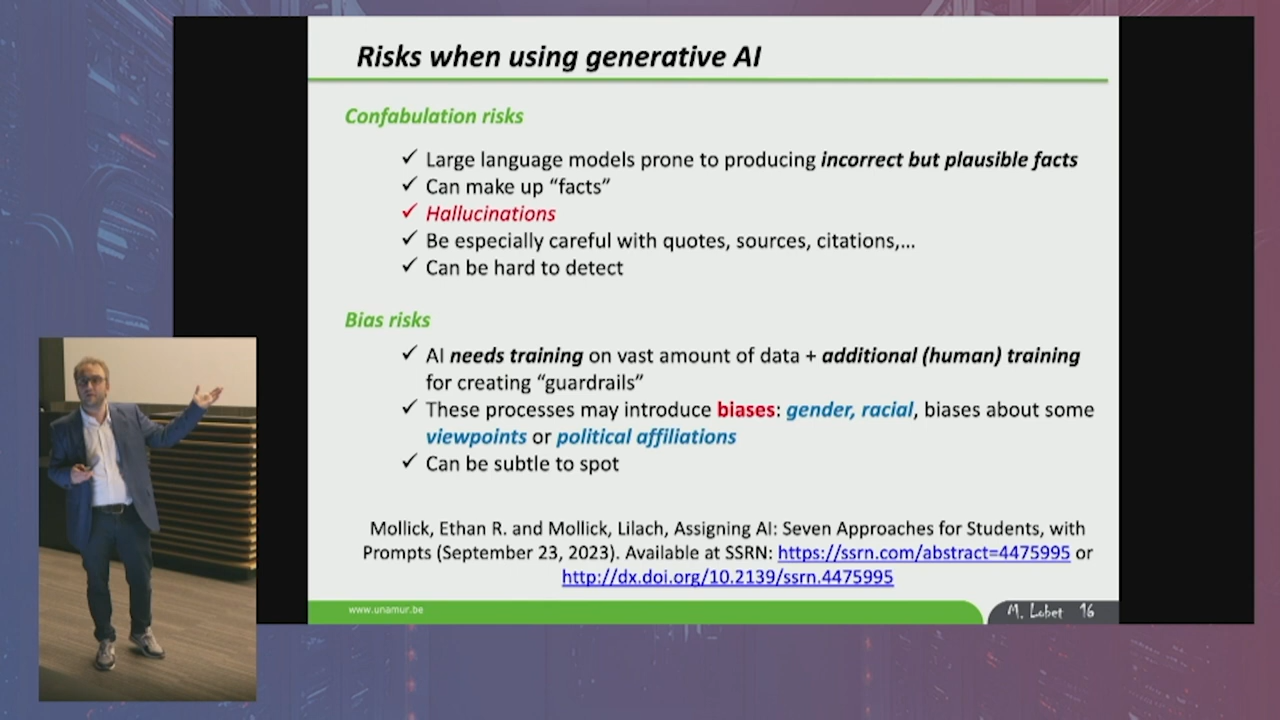 Risks when using generative AI
Confabulation risks
✓ Large language models prone to producing incorrect but plausible facts
✓ Can make up “facts”
✓ Hallucinations
✓ Be especially careful with quotes, sources, citations,...
✓ Can be hard to detect
Bias risks
✓ AI needs training on vast amount of data + additional (human) training
for creating “guardrails”
✓ These processes may introduce biases: gender, racial, biases about some
viewpoints or political affiliations
✓ Can be subtle to spot
Mollick, Ethan R. and Mollick, Lilach, Assigning AI: Seven Approaches for Students, with
Prompts (September 23, 2023). Available at SSRN: https://ssrn.com/abstract=4475995 or
http://dx.doi.org/10.2139/ssrn.4475995
www.unamur.be
M. Lobet 16